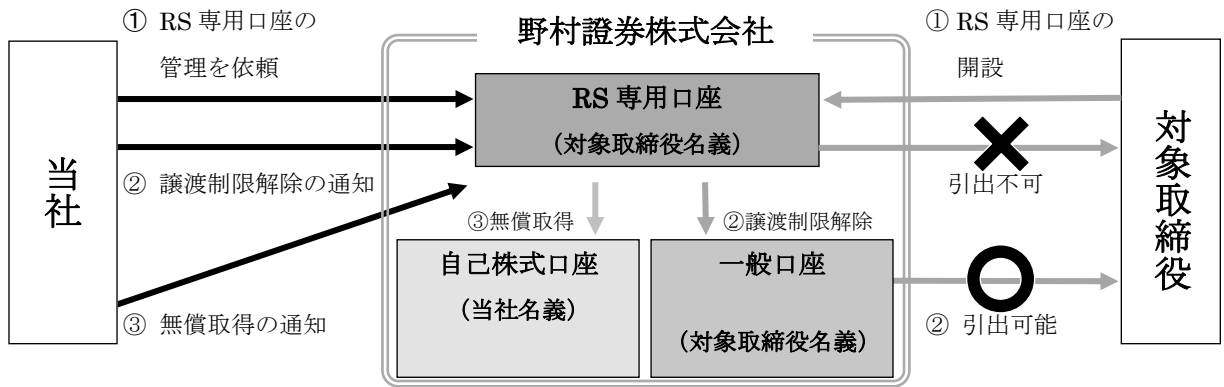 ① RS 専用口座の
管理を依頼
② 譲渡制限解除の通知
③ 無償取得の通知
当社
野村證券株式会社
RS 専用口座
(対象取締役名義)
③無償取得
②譲渡制限解除
自己株式口座
(当社名義)
一般口座
(対象取締役名義)
① RS 専用口座の
開設
引出不可
② 引出可能
対象取締役